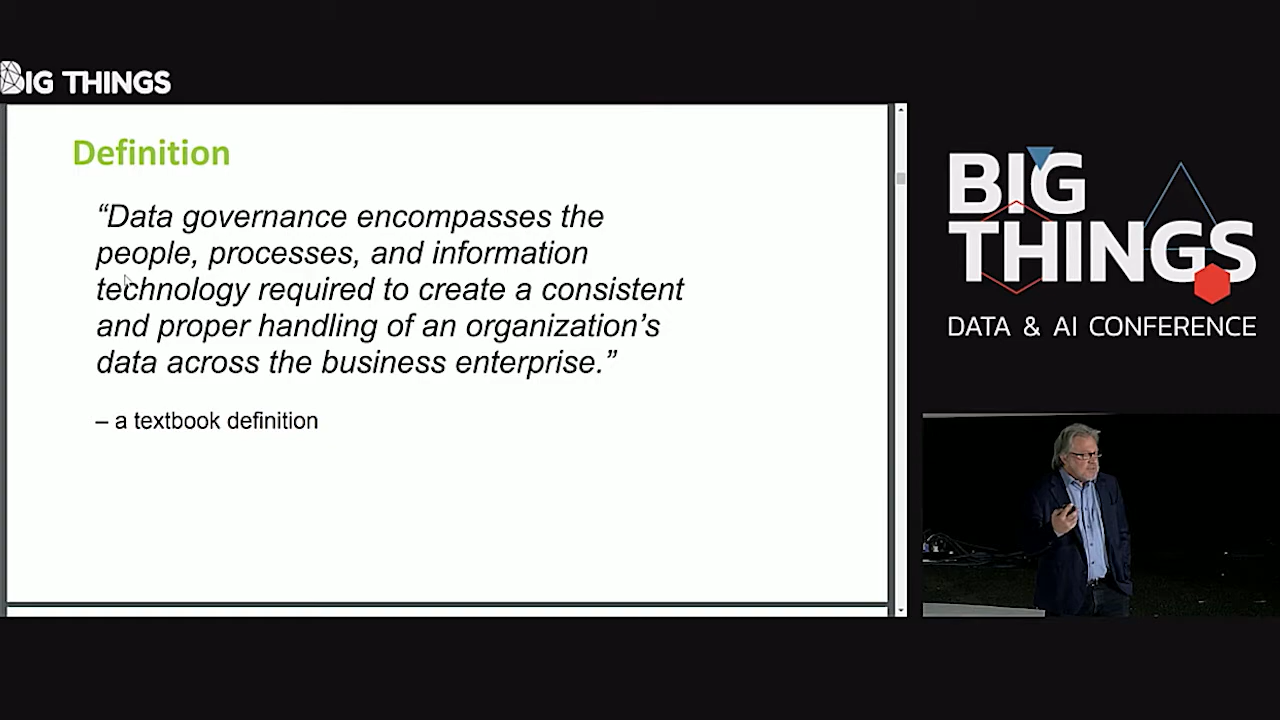 BIG THINGS
Definition
“Data governance encompasses the
people, processes, and information
technology required to create a consistent
and proper handling of an organization’s
data across the business enterprise.”
– a textbook definition
BIG
THINGS
DATA & AI CONFERENCE